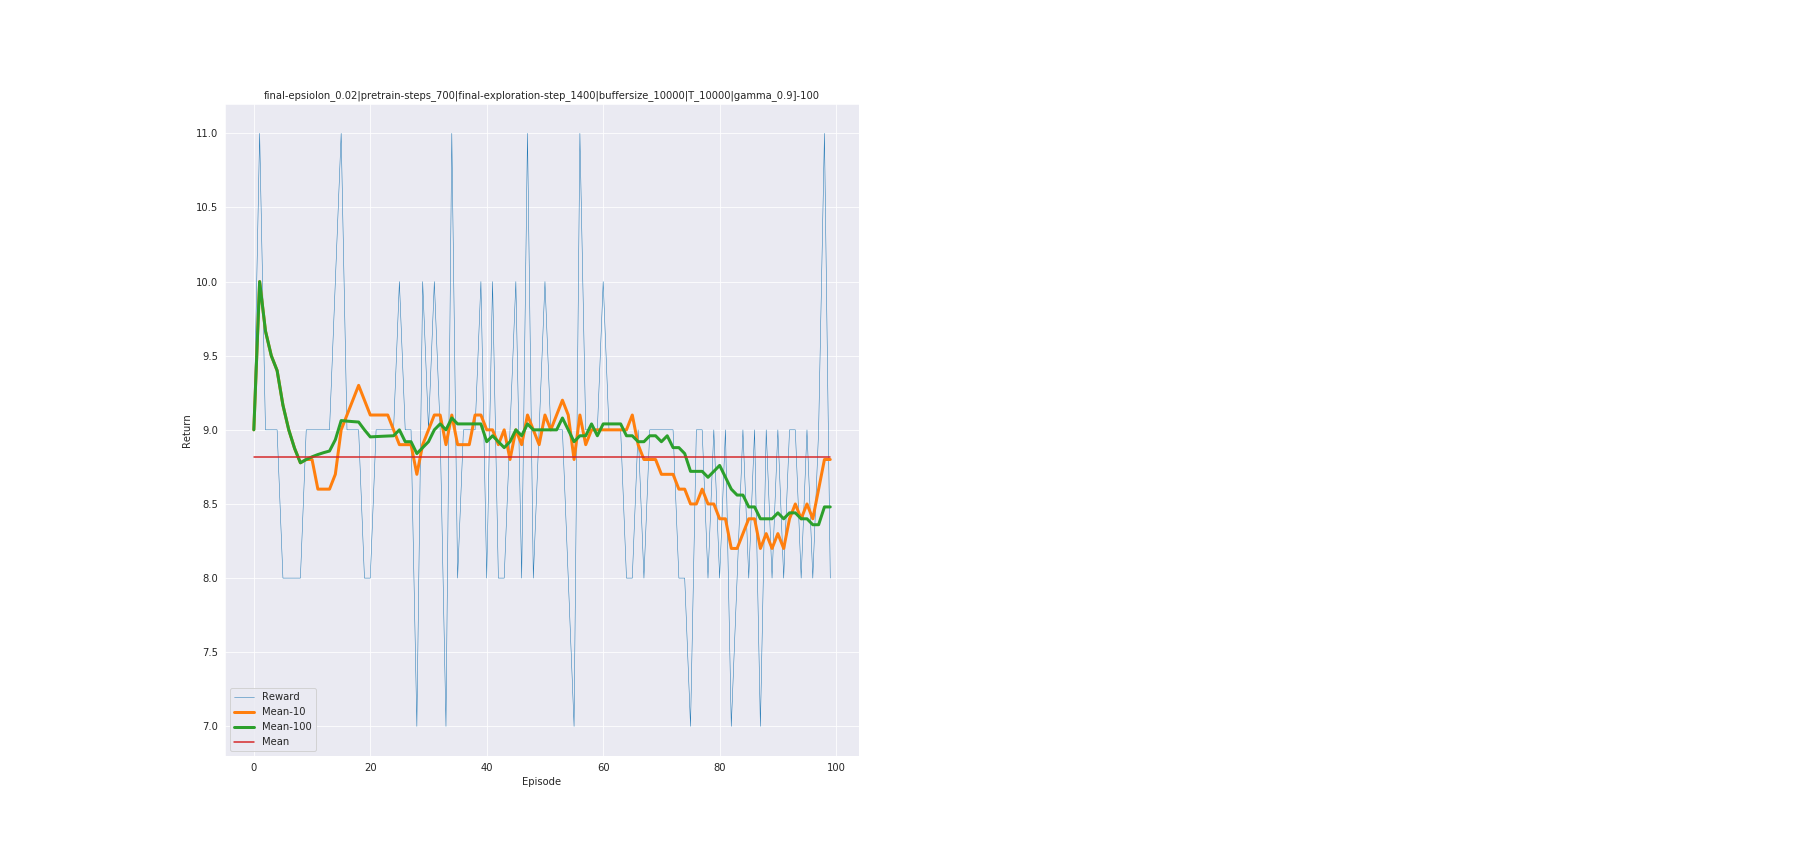 final-epsiolon_0.02|pretrain-steps_700|final-exploration-step_1400|buffersize_10000|T_10000|gamma_0.9]-100
11.0
10.5
10.0
9.5
9.0
8.5
8.0
7.5
7.0
Return
Reward
Mean-10
Mean-100
Mean
0 20 40 60 80 100
Episode